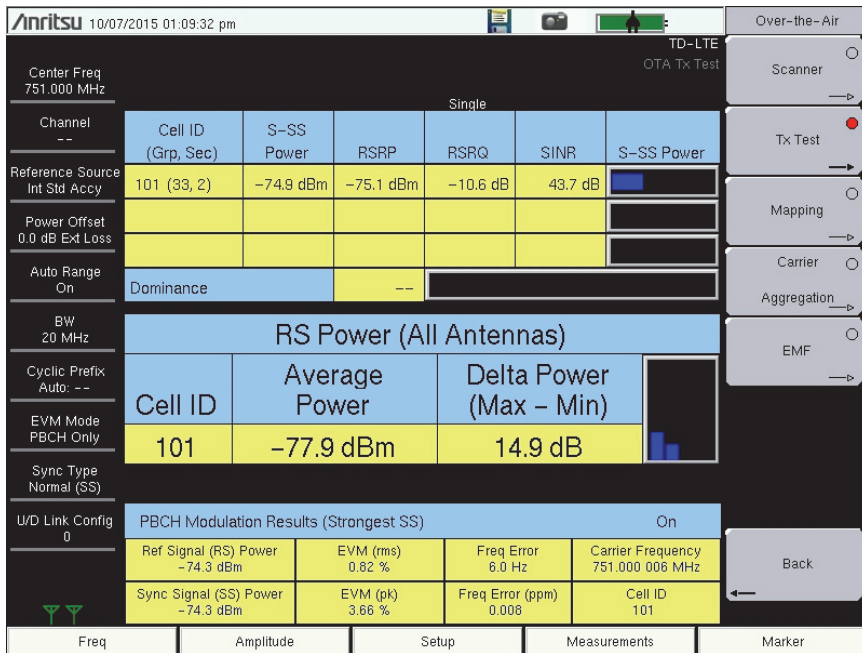 Anritsu 10/07/2015 01:09:32 pm
Over-the-Air
TD-LTE
OTA Tx Test
Center Freq
751.000 MHz
Channel
--
Reference Source
Int Std Accy
Power Offset
0.0 dB Ext Loss
Auto Range
On
BW
20 MHz
Cyclic Prefix
Auto: --
EVM Mode
PBCH Only
Sync Type
Normal (SS)
U/D Link Config
0
Single
Cell ID
(Grp, Sec)
S-SS
Power
RSRP
RSRQ
SINR
S-SS Power
101 (33, 2)
-74.9 dBm
-75.1 dBm
-10.6 dB
43.7 dB
Dominance
--
RS Power (All Antennas)
Cell ID
Average
Power
Delta Power
(Max - Min)
101
-77.9 dBm
14.9 dB
PBCH Modulation Results (Strongest SS)
On
Ref Signal (RS) Power
-74.3 dBm
EVM (rms)
0.82 %
Freq Error
6.0 Hz
Carrier Frequency
751.000 006 MHz
Sync Signal (SS) Power
-74.3 dBm
EVM (pk)
3.66 %
Freq Error (ppm)
0.008
Cell ID
101
Scanner
Tx Test
Mapping
Carrier
Aggregation
EMF
Back
Freq
Amplitude
Setup
Measurements
Marker